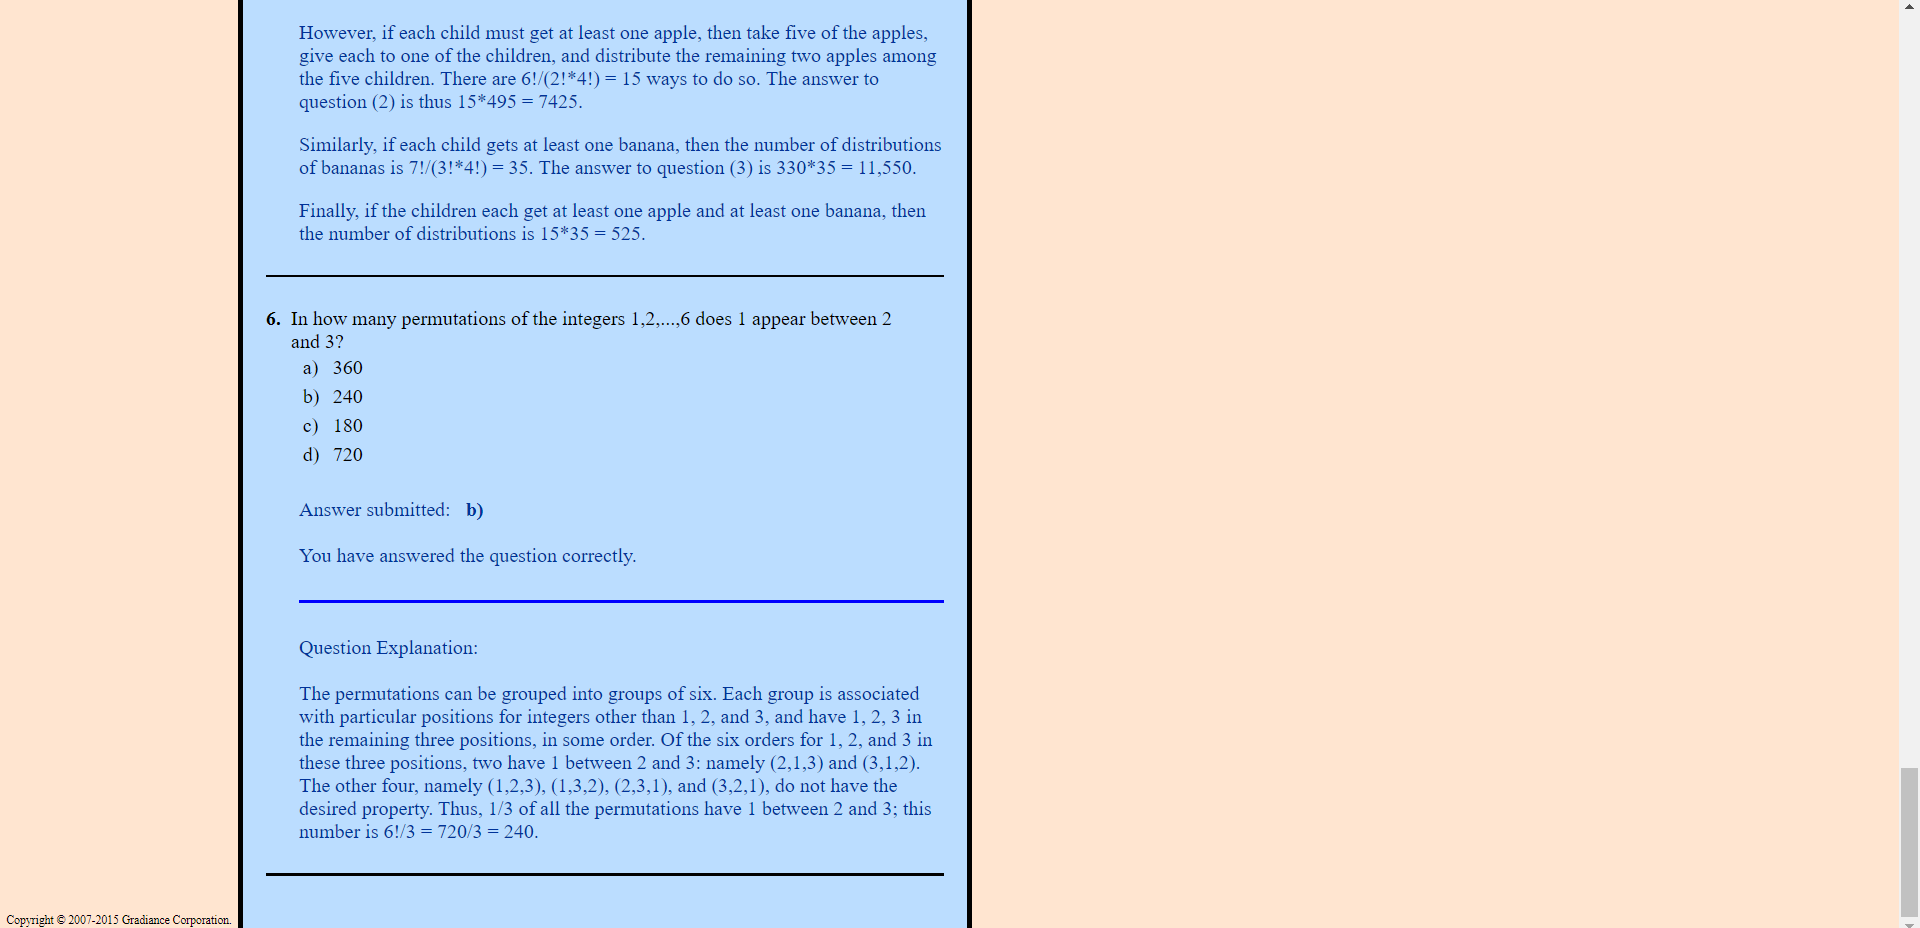 However, if each child must get at least one apple, then take five of the apples,
give each to one of the children, and distribute the remaining two apples among
the five children. There are 6!/(2!*4!) = 15 ways to do so. The answer to
question (2) is thus 15*495 = 7425.
Similarly, if each child gets at least one banana, then the number of distributions
of bananas is 7!/(3!*4!) = 35. The answer to question (3) is 330*35 = 11,550.
Finally, if the children each get at least one apple and at least one banana, then
the number of distributions is 15*35 = 525.
6. In how many permutations of the integers 1,2,...,6 does 1 appear between 2
and 3?
a) 360
b) 240
c) 180
d) 720
Answer submitted: b)
You have answered the question correctly.
Question Explanation:
The permutations can be grouped into groups of six. Each group is associated
with particular positions for integers other than 1, 2, and 3, and have 1, 2, 3 in
the remaining three positions, in some order. Of the six orders for 1, 2, and 3 in
these three positions, two have 1 between 2 and 3: namely (2,1,3) and (3,1,2).
The other four, namely (1,2,3), (1,3,2), (2,3,1), and (3,2,1), do not have the
desired property. Thus, 1/3 of all the permutations have 1 between 2 and 3; this
number is 6!/3 = 720/3 = 240.
Copyright © 2007-2015 Gradiance Corporation.